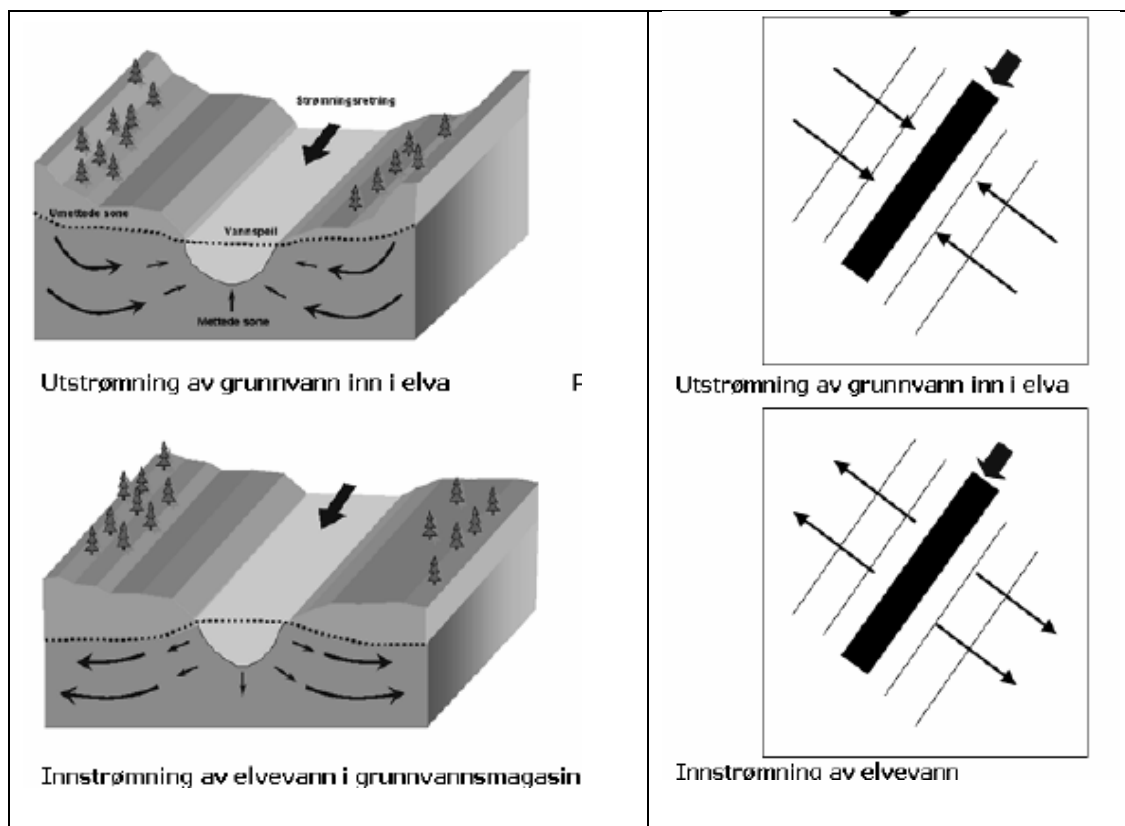 Strømningsretning
Umettede sone
Vannspeil
Mettede sone
Utstrømning av grunnvann inn i elva
Innstrømning av elvevann i grunnvannsmagasin
Utstrømning av grunnvann inn i elva
Innstrømning av elvevann